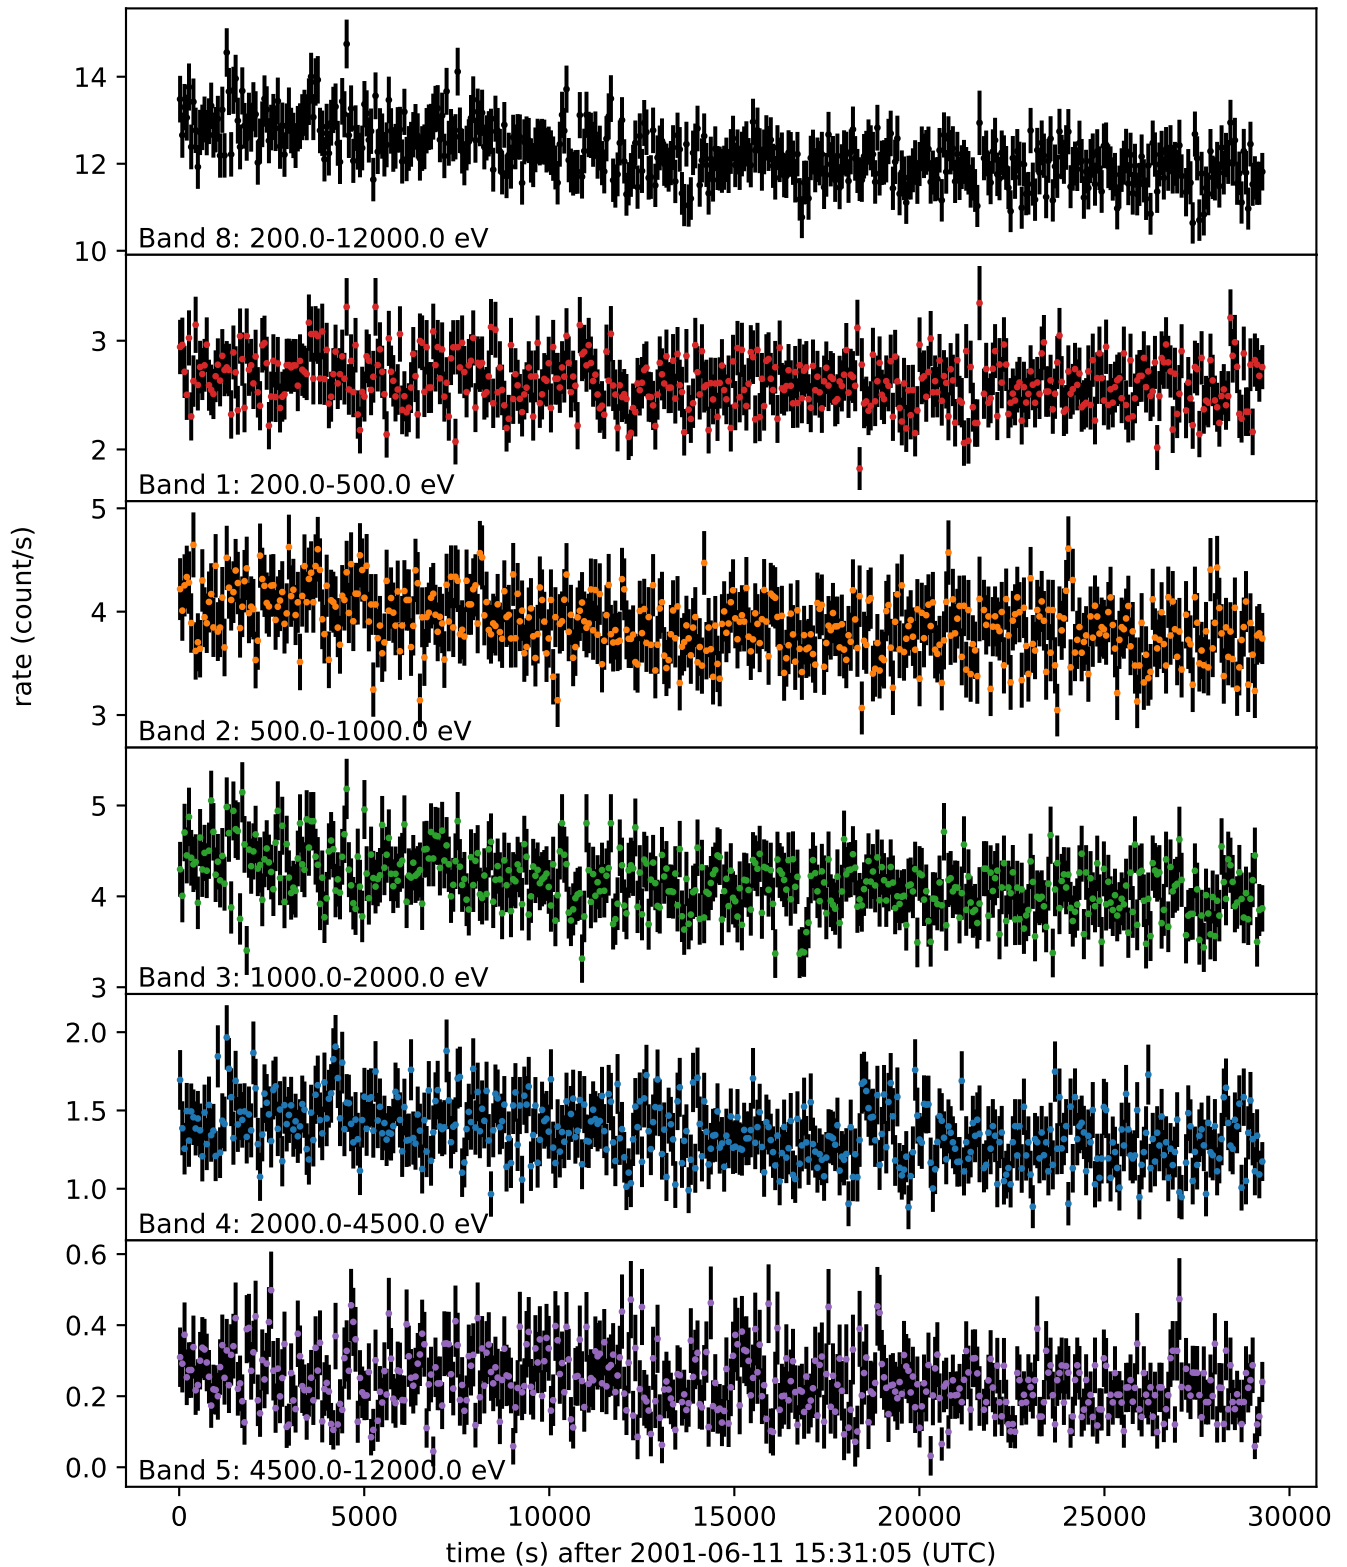 14
12
10
Band 8: 200.0-12000.0 eV
3
2
Band 1: 200.0-500.0 eV
5
4
3
Band 2: 500.0-1000.0 eV
rate (count/s)
5
4
3
Band 3: 1000.0-2000.0 eV
2.0
1.5
1.0
Band 4: 2000.0-4500.0 eV
0.6
0.4
0.2
0.0
Band 5: 4500.0-12000.0 eV
0 5000 10000 15000 20000 25000 30000
time (s) after 2001-06-11 15:31:05 (UTC)